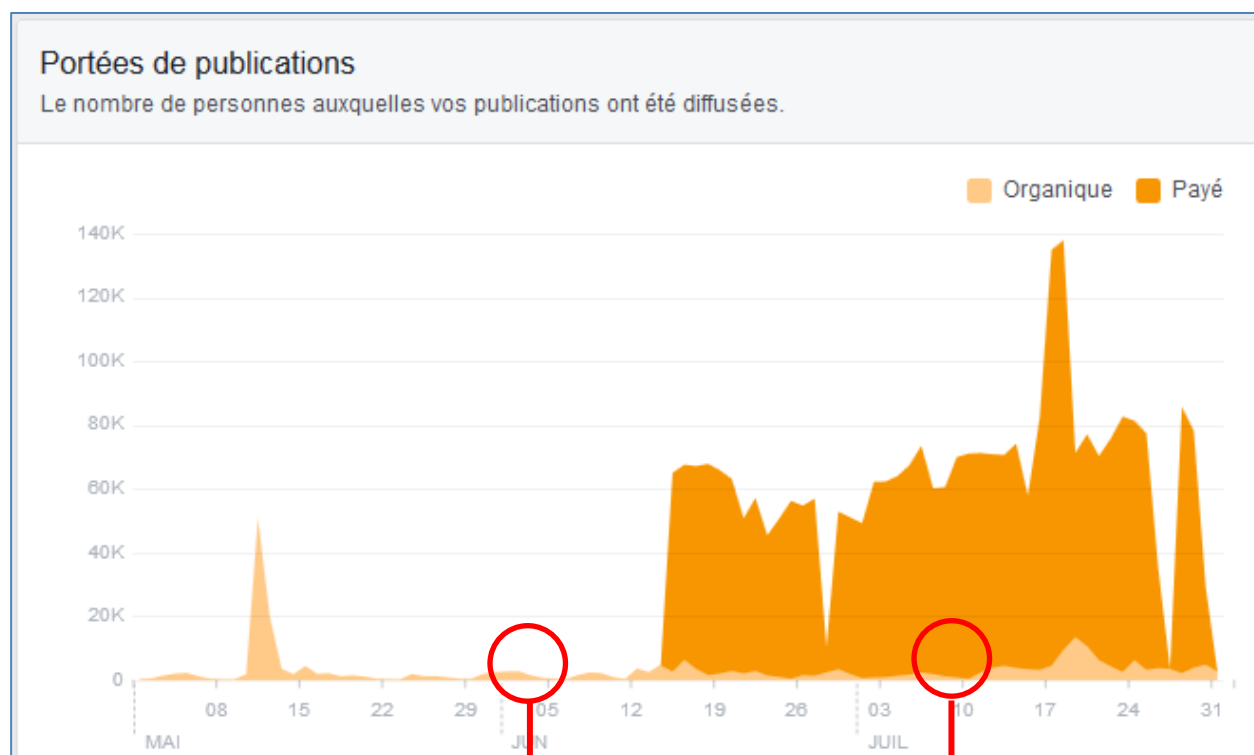 Portées de publications
Le nombre de personnes auxquelles vos publications ont été diffusées.
Organique Payé
140K
120K
100K
80K
60K
40K
20K
0
08 15 22 29 05 12 19 26 03 10 17 24 31
MAI JUN JUIL